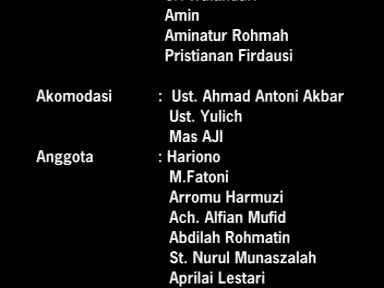 Amin
Aminatur Rohmah
Pristianan Firdausi
Akomodasi : Ust. Ahmad Antoni Akbar
Ust. Yulich
Mas AJI
Anggota : Hariono
M.Fatoni
Arromu Harmuzi
Ach. Alfian Mufid
Abdilah Rohmatin
St. Nurul Munaszalah
Aprilai Lestari